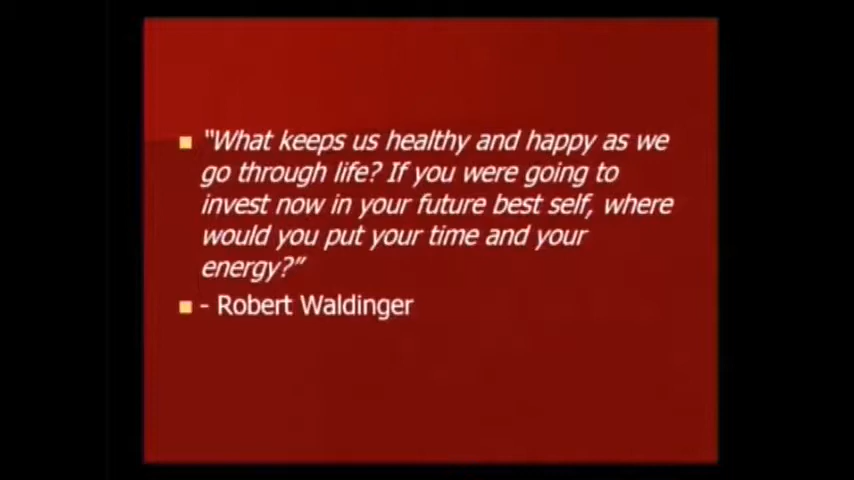 "What keeps us healthy and happy as we
go through life? If you were going to
invest now in your future best self, where
would you put your time and your
energy?"
- Robert Waldinger